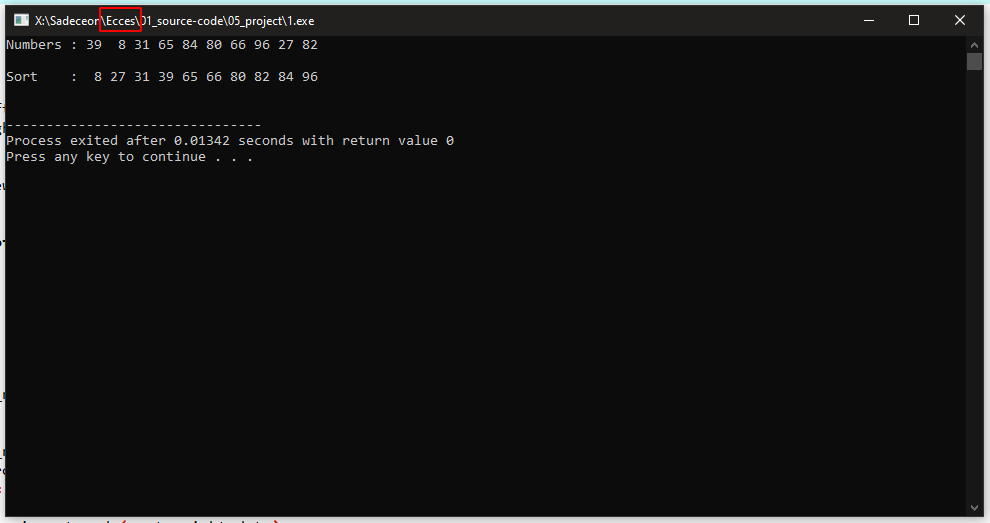 X:\Sadeceon\Ecces\01_source-code\05_project\1.exe
Numbers : 39  8 31 65 84 80 66 96 27 82
Sort    :  8 27 31 39 65 66 80 82 84 96
--------------------------------
Process exited after 0.01342 seconds with return value 0
Press any key to continue . . .